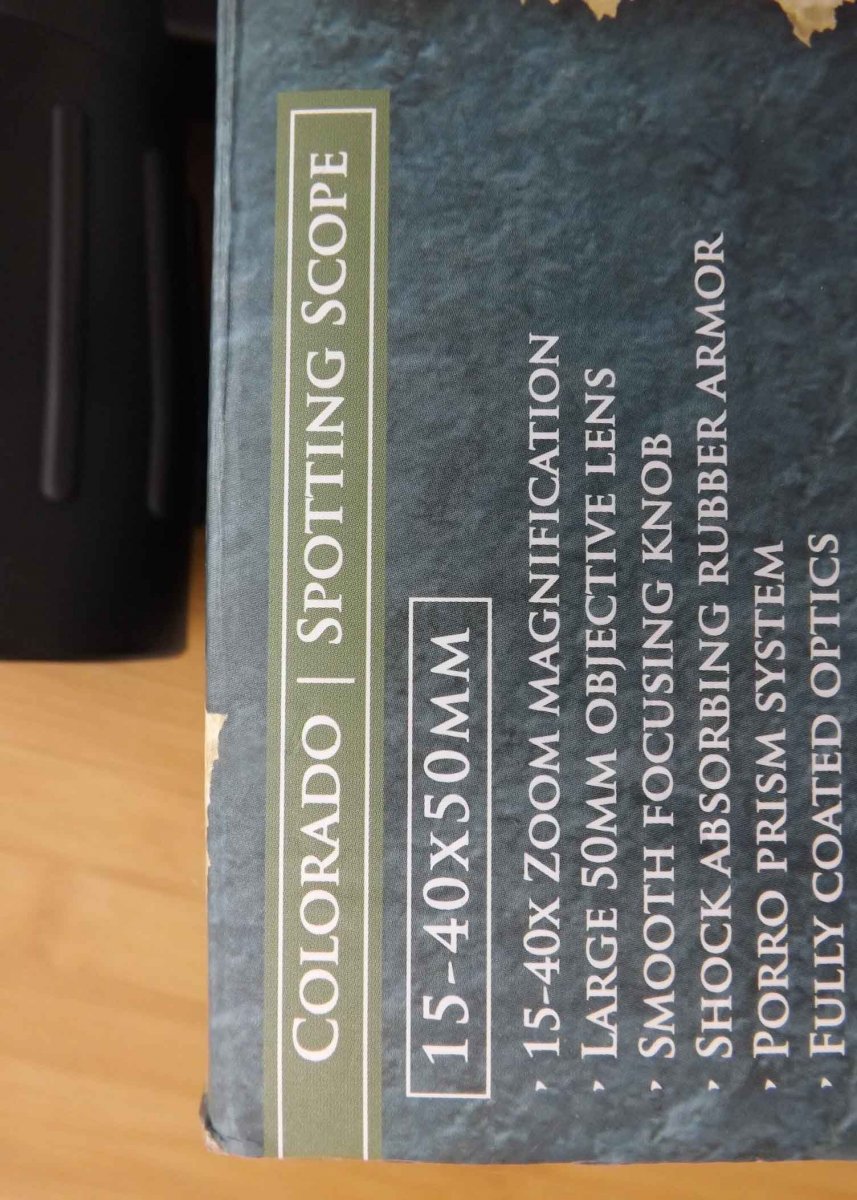 COLORADO | SPOTTING SCOPE
15-40X50MM
› 15-40X ZOOM MAGNIFICATION
› LARGE 50MM OBJECTIVE LENS
› SMOOTH FOCUSING KNOB
› SHOCK ABSORBING RUBBER ARMOR
› PORRO PRISM SYSTEM
› FULLY COATED OPTICS